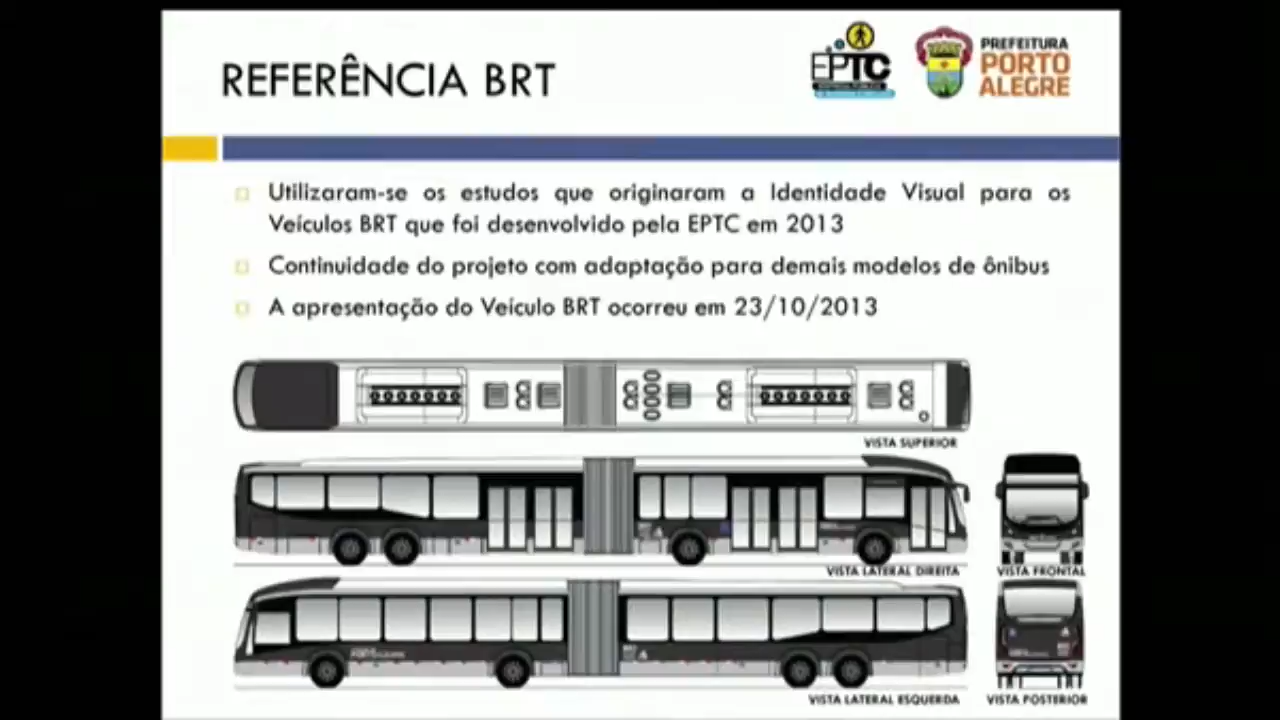 REFERÊNCIA BRT
EPTC
PREFEITURA
PORTO
ALEGRE
Utilizaram-se os estudos que originaram a Identidade Visual para os
Veículos BRT que foi desenvolvido pela EPTC em 2013
Continuidade do projeto com adaptação para demais modelos de ônibus
A apresentação do Veículo BRT ocorreu em 23/10/2013
VISTA SUPERIOR
VISTA LATERAL DIREITA
VISTA FRONTAL
VISTA LATERAL ESQUERDA
VISTA POSTERIOR